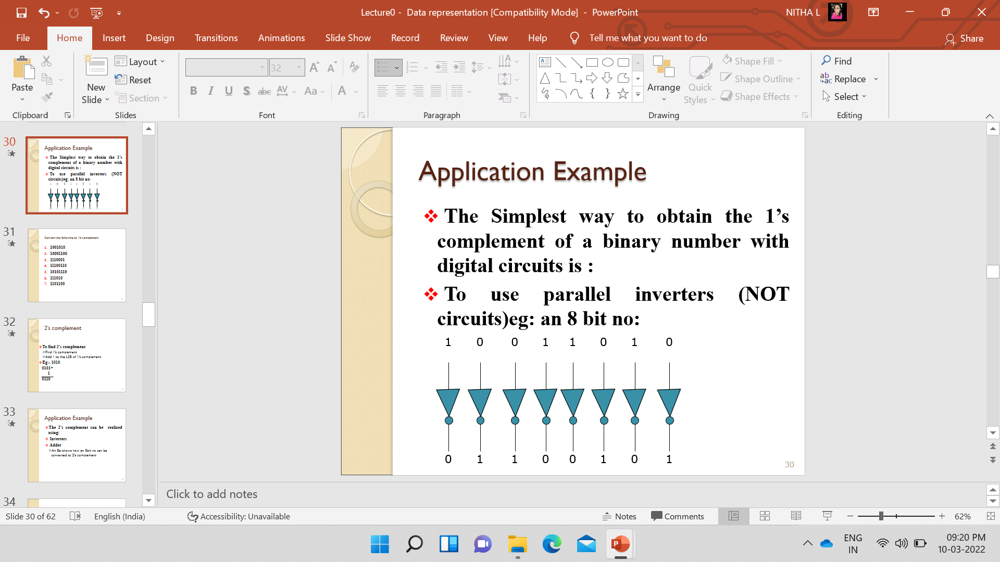 Lecture0 - Data representation [Compatibility Mode] - PowerPoint
NITHA L
File Home Insert Design Transitions Animations Slide Show Record Review View Help Tell me what you want to do Share
Paste
Clipboard
New Slide
Layout
Reset
Section
Slides
32
B I U S abc AV Aa A
Font
Paragraph
Arrange
Quick Styles
Shape Fill
Shape Outline
Shape Effects
Drawing
Find
Replace
Select
Editing
30
Application Example
The Simplest way to obtain the 1's
complement of a binary number with
digital circuits is :
To use parallel inverters (NOT
circuits)eg: an 8 bit no:
1 0 0 1 1 0 1 0
0 1 1 0 0 1 0 1
31
Convert the following to 1's complement
1. 1001010
2. 10001100
3. 1110001
4. 11100110
5. 10101110
6. 111010
7. 1101100
32
2's complement
To find 2's complement
Find 1's complement
Add 1 to the LSB of 1's complement
Eg:- 1010
0101+
1
0110
33
Application Example
The 2's complement can be realized
using:
Inverters
Adder
An Ex: shows how an 8bit no can be
converted to 2's complement
34
Application Example
The Simplest way to obtain the 1’s
complement of a binary number with
digital circuits is :
To use parallel inverters (NOT
circuits)eg: an 8 bit no:
1 0 0 1 1 0 1 0
0 1 1 0 0 1 0 1
30
Click to add notes
Slide 30 of 62 English (India) Accessibility: Unavailable Notes Comments 62%
ENG
IN
09:20 PM
10-03-2022